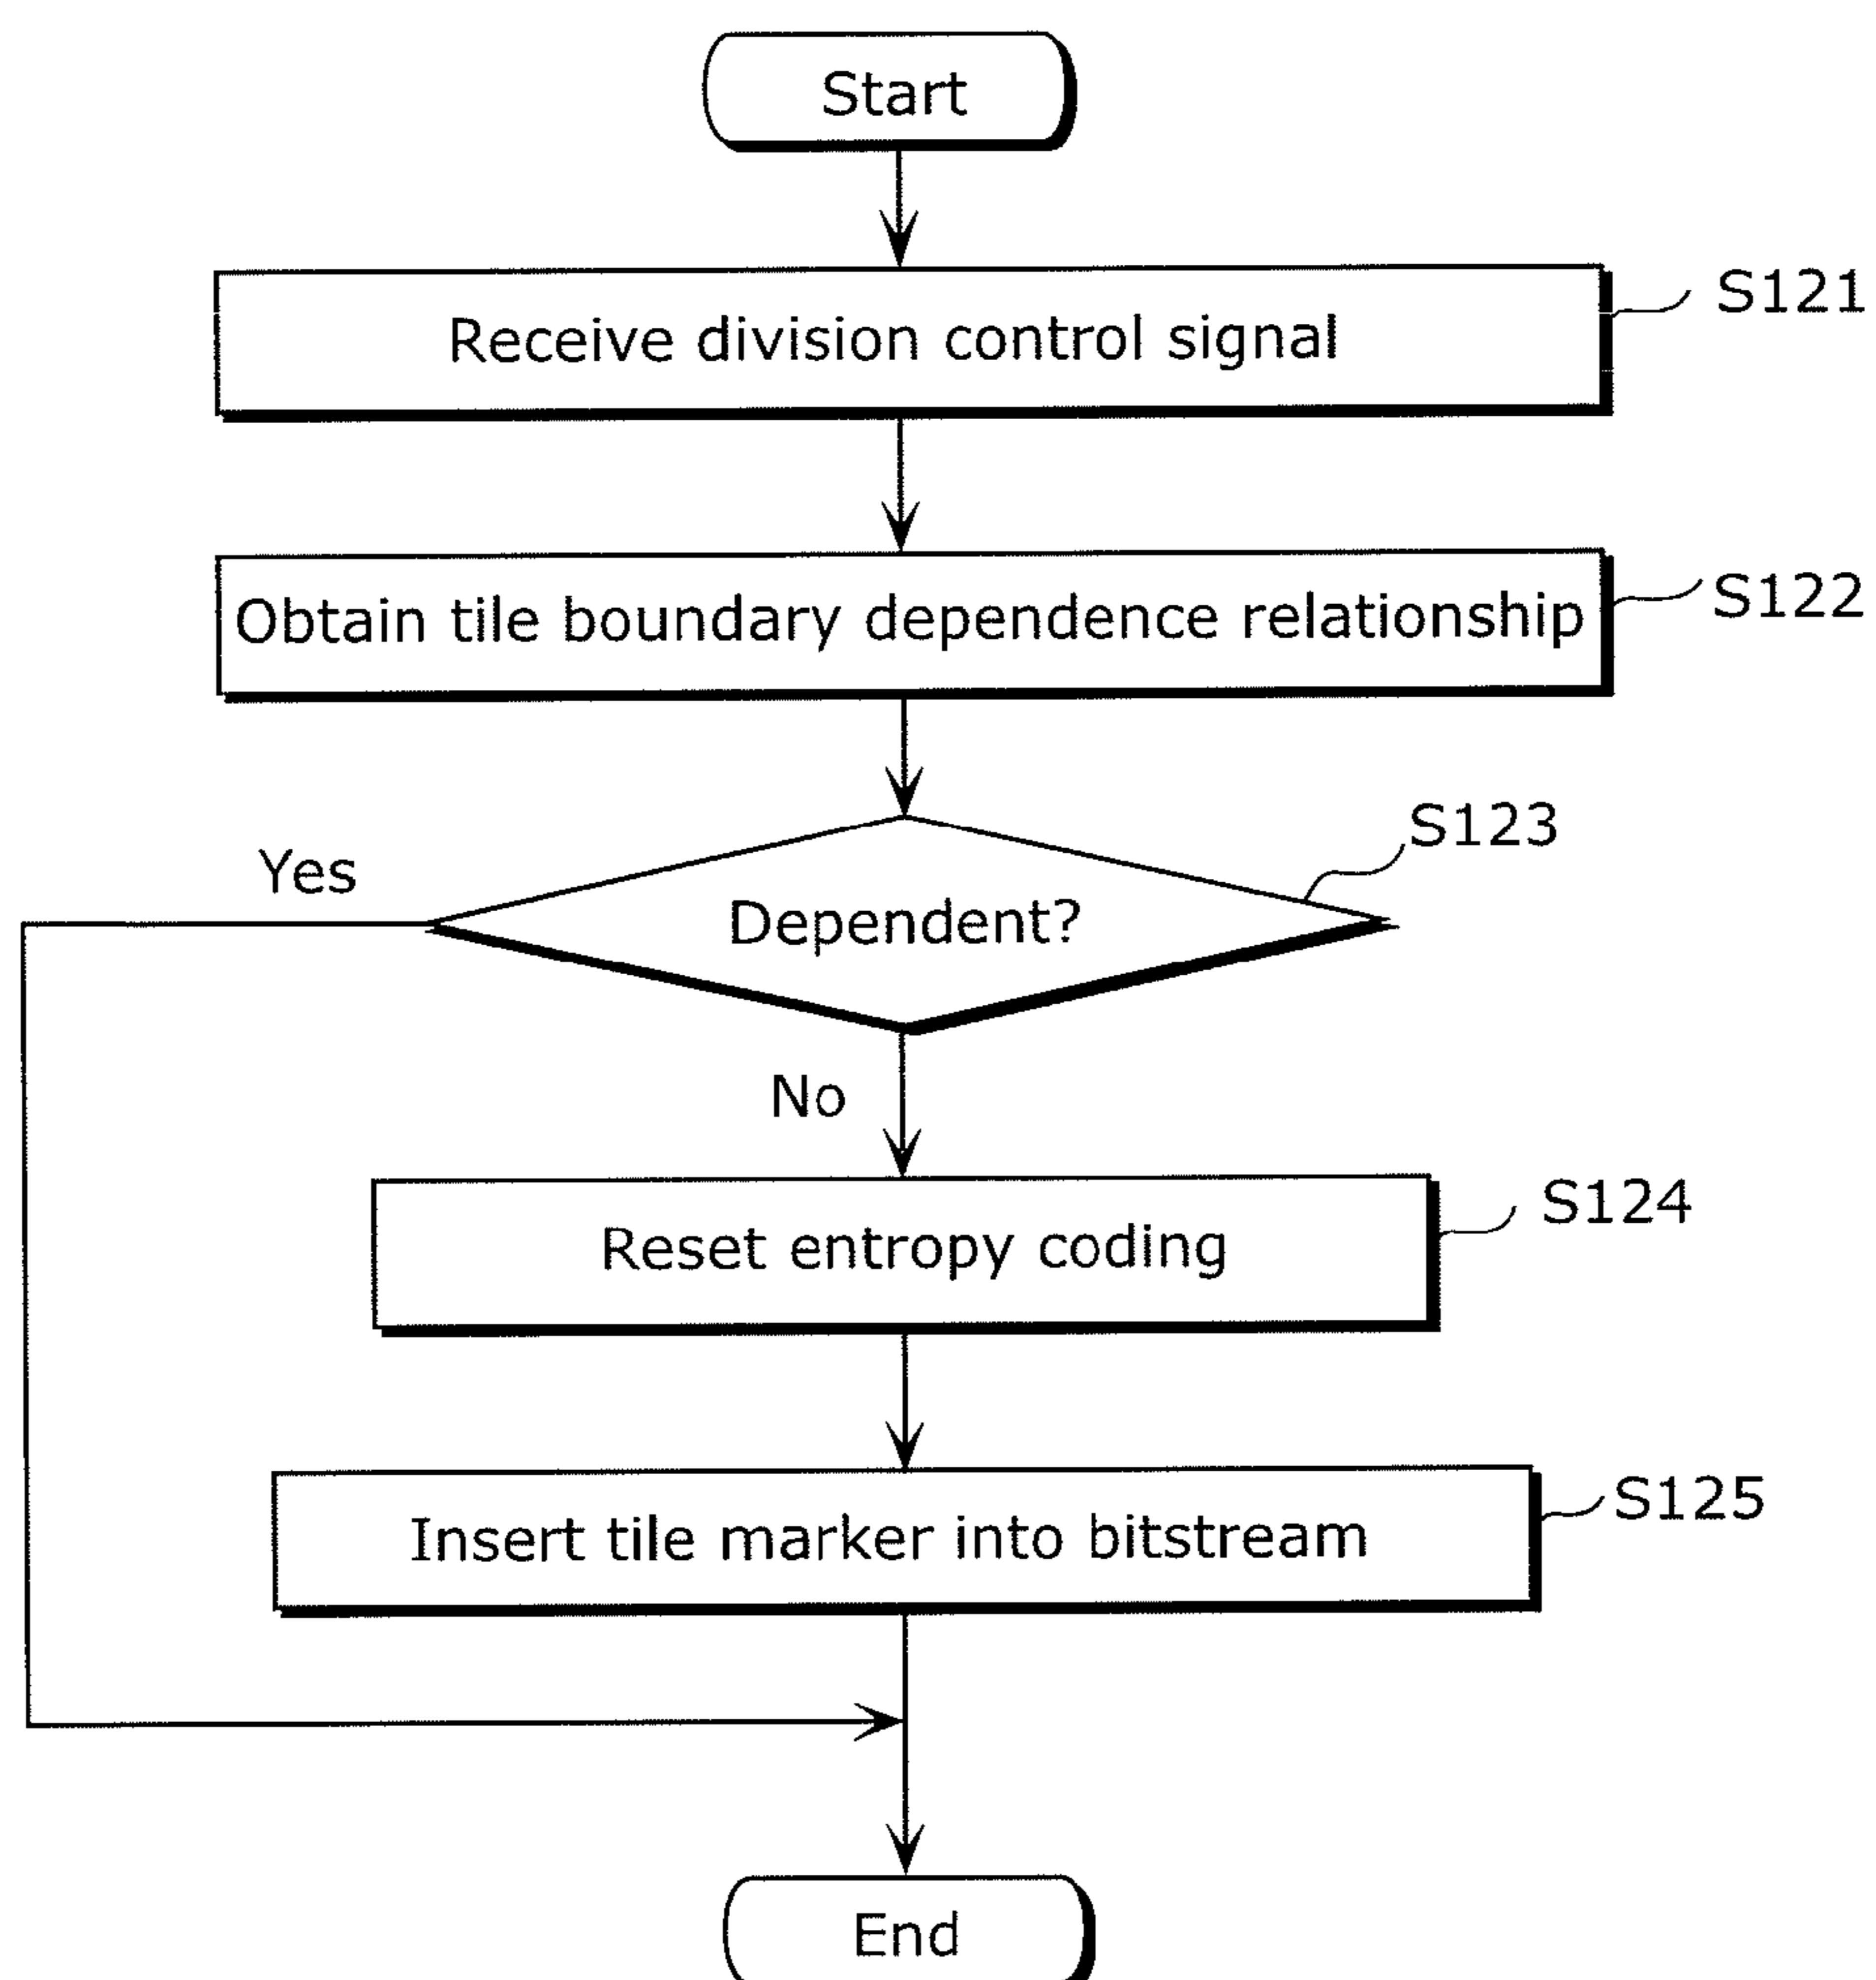 Start
Receive division control signal
S121
Obtain tile boundary dependence relationship
S122
S123
Yes
Dependent?
No
Reset entropy coding
S124
Insert tile marker into bitstream
S125
End